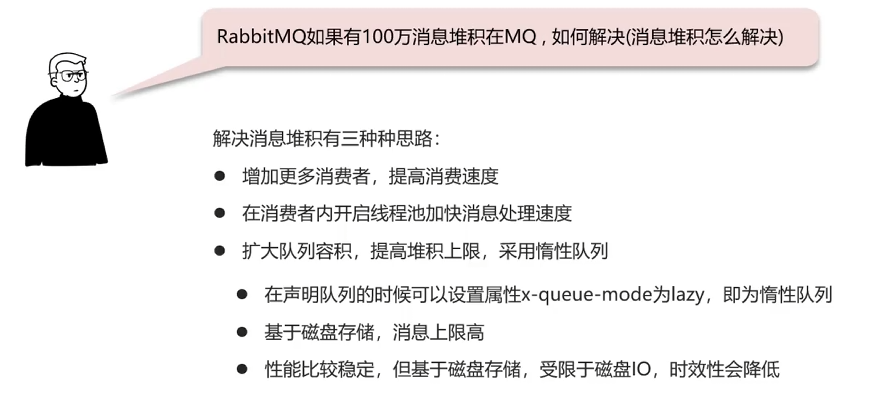 RabbitMQ如果有100万消息堆积在MQ , 如何解决(消息堆积怎么解决)
解决消息堆积有三种种思路：
● 增加更多消费者，提高消费速度
● 在消费者内开启线程池加快消息处理速度
● 扩大队列容积，提高堆积上限，采用惰性队列
● 在声明队列的时候可以设置属性x-queue-mode为lazy，即为惰性队列
● 基于磁盘存储，消息上限高
● 性能比较稳定，但基于磁盘存储，受限于磁盘IO，时效性会降低